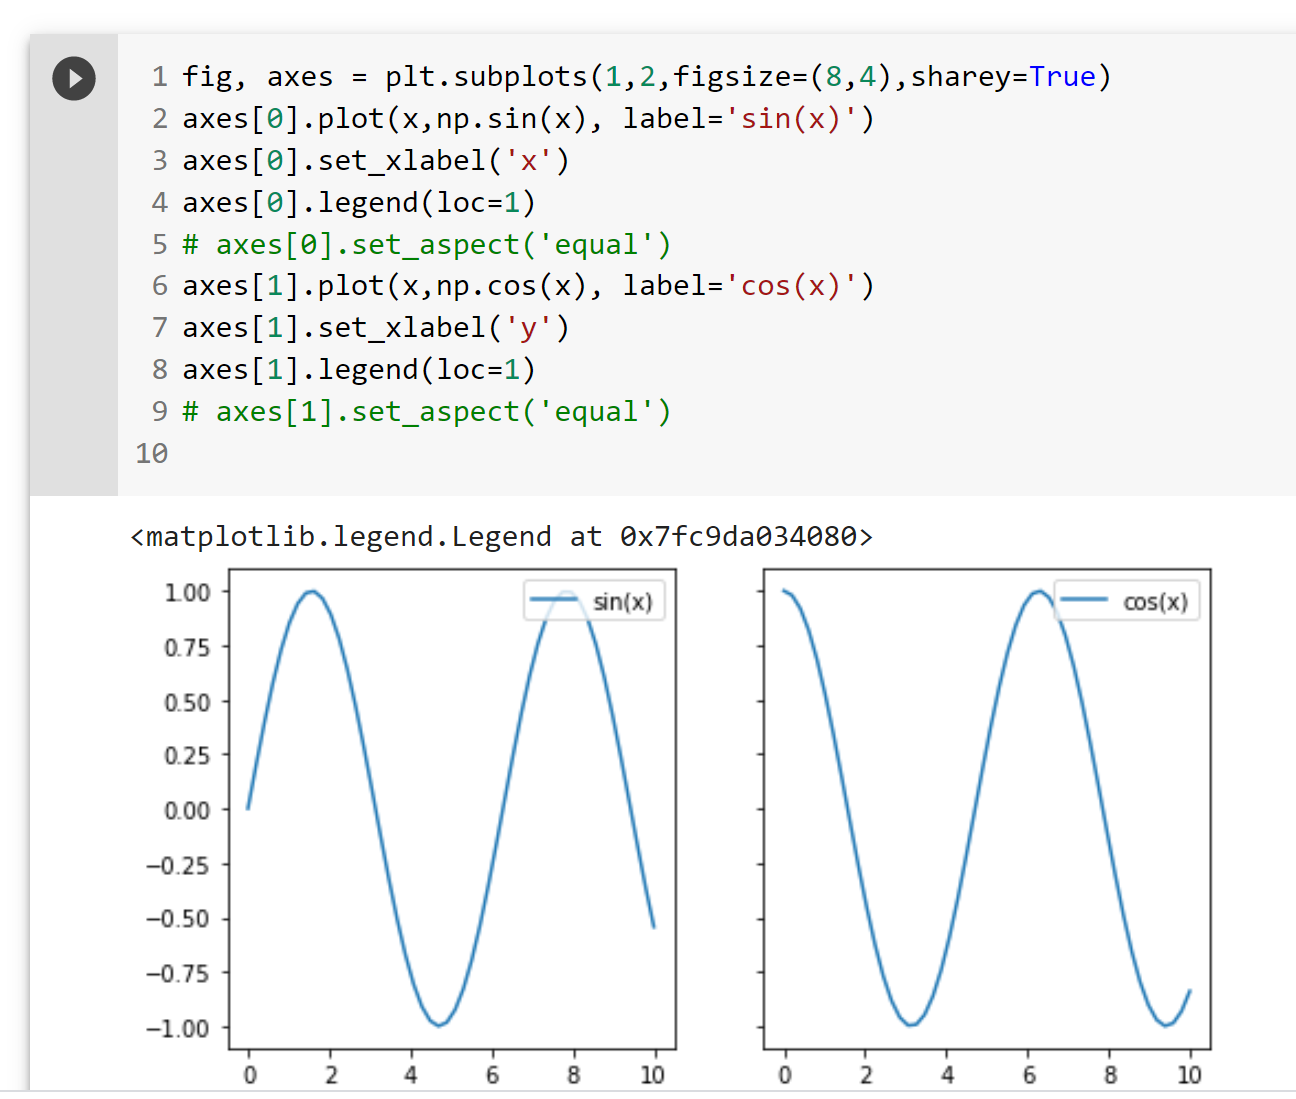 1 fig, axes = plt.subplots(1,2,figsize=(8,4),sharey=True)
2 axes[0].plot(x,np.sin(x), label='sin(x)')
3 axes[0].set_xlabel('x')
4 axes[0].legend(loc=1)
5 # axes[0].set_aspect('equal')
6 axes[1].plot(x,np.cos(x), label='cos(x)')
7 axes[1].set_xlabel('y')
8 axes[1].legend(loc=1)
9 # axes[1].set_aspect('equal')
10
<matplotlib.legend.Legend at 0x7fc9da034080>
1.00
0.75
0.50
0.25
0.00
−0.25
−0.50
−0.75
−1.00
sin(x)
0 2 4 6 8 10
cos(x)
0 2 4 6 8 10